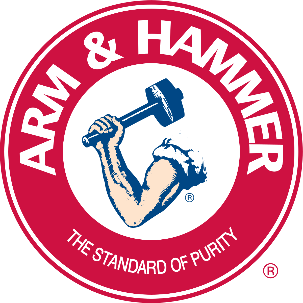 ARM & HAMMER
®
THE STANDARD OF PURITY
®